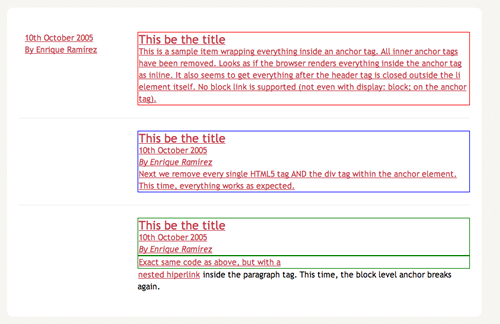 10th October 2005
By Enrique Ramírez
This be the title
This is a sample item wrapping everything inside an anchor tag. All inner anchor tags
have been removed. Looks as if the browser renders everything inside the anchor tag
as inline. It also seems to get everything after the header tag is closed outside the li
element itself. No block link is supported (not even with display: block; on the anchor
tag).
This be the title
10th October 2005
By Enrique Ramírez
Next we remove every single HTML5 tag AND the div tag within the anchor element.
This time, everything works as expected.
This be the title
10th October 2005
By Enrique Ramírez
Exact same code as above, but with a
nested hiperlink inside the paragraph tag. This time, the block level anchor breaks
again.